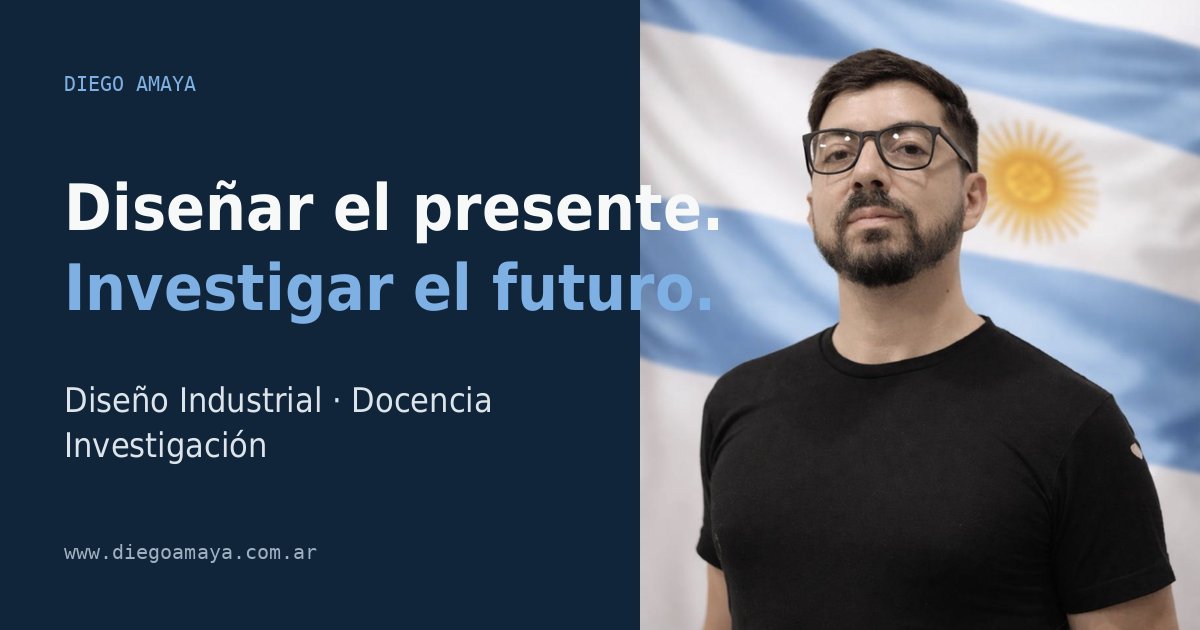 DIEGO AMAYA
Diseñar el presente.
Investigar el futuro.
Diseño Industrial · Docencia
Investigación
www.diegoamaya.com.ar